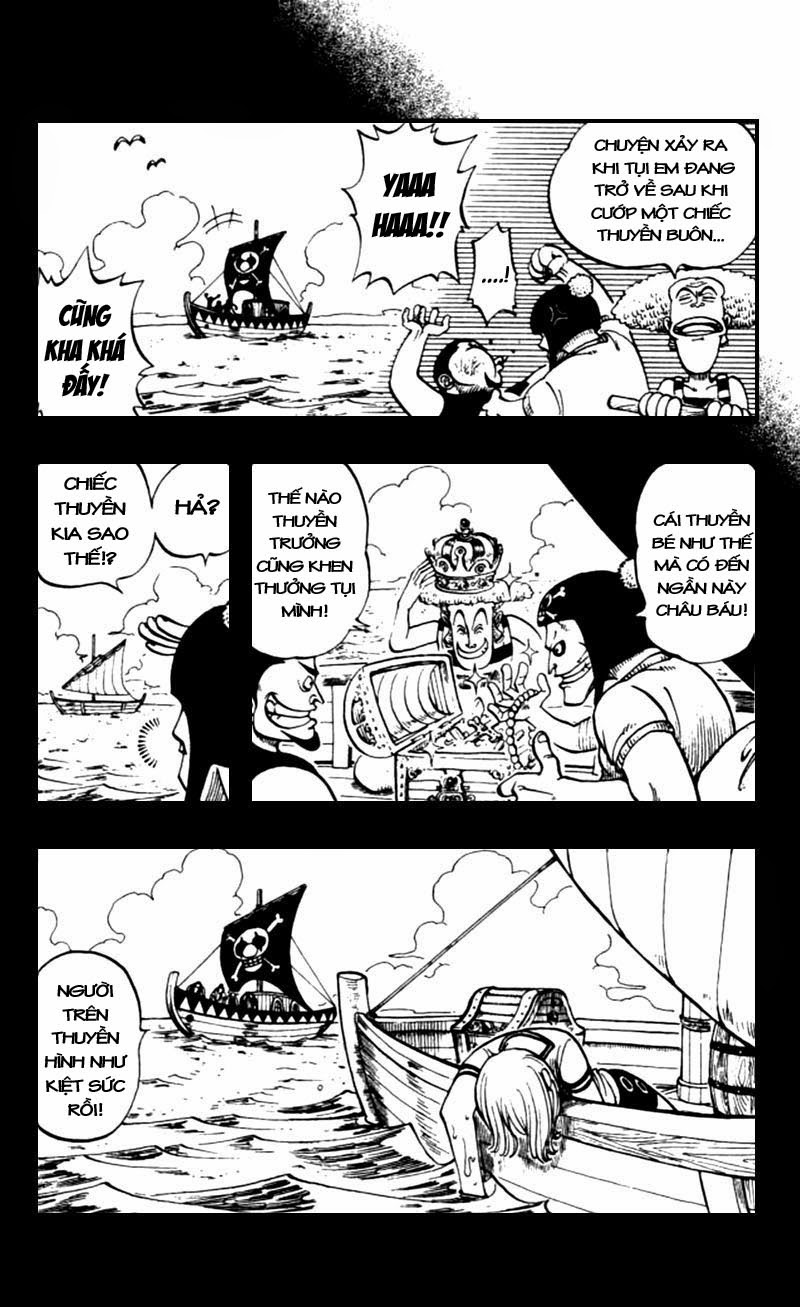 CHUYỆN XẢY RA
KHI TỤI EM ĐANG
TRỞ VỀ SAU KHI
CƯỚP MỘT CHIẾC
THUYỀN BUÔN...
....!
YAAA
HAAA!!
CŨNG
KHA KHÁ
ĐẤY!
CÁI THUYỀN
BÉ NHƯ THẾ
MÀ CÓ ĐẾN
NGẦN NÀY
CHÂU BÁU!
THẾ NÀO
THUYỀN
TRƯỞNG
CŨNG KHEN
THƯỞNG TỤI
MÌNH!
HẢ?
CHIẾC
THUYỀN
KIA SAO
THẾ!?
NGƯỜI
TRÊN
THUYỀN
HÌNH NHƯ
KIỆT SỨC
RỒI!